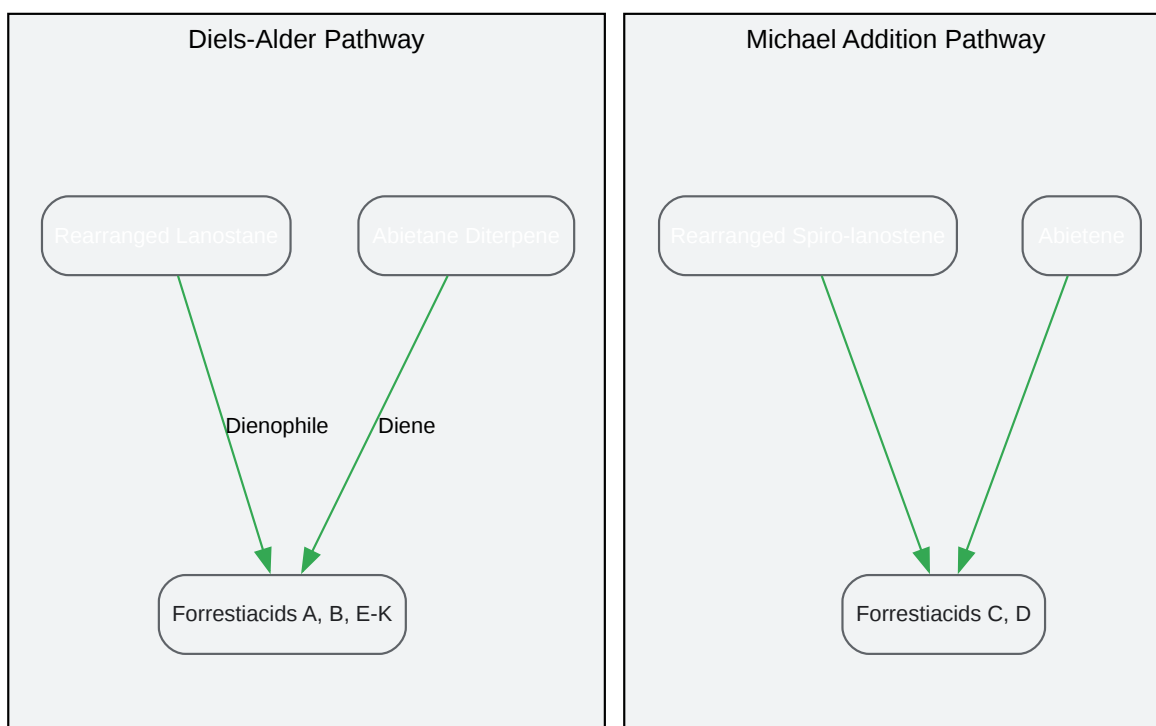 Diels-Alder Pathway
Rearranged Lanostane
Abietane Diterpene
Dienophile
Diene
Forrestiacids A, B, E-K
Michael Addition Pathway
Rearranged Spiro-lanostene
Abietene
Forrestiacids C, D